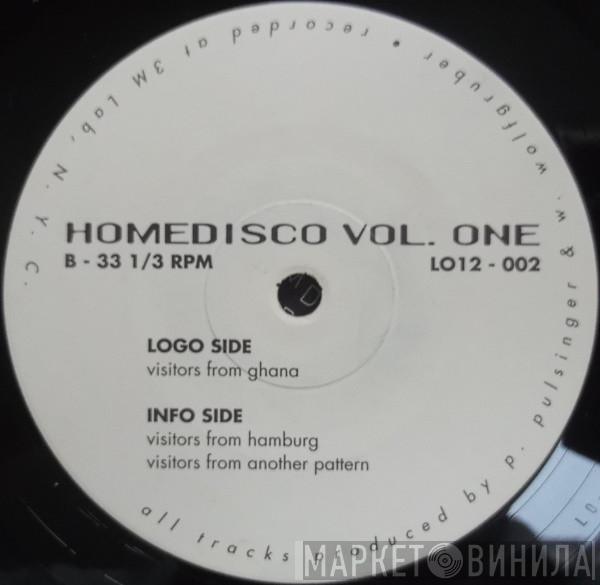 HOMEDISCO VOL. ONE
B - 33 1/3 RPM
LO12 - 002
LOGO SIDE
visitors from ghana
INFO SIDE
visitors from hamburg
visitors from another pattern
all tracks produced by p. pulsinger & w. wolfgruber • recorded at 3M Lab, N. Y. C.
МАРКЕТ ВИНИЛА